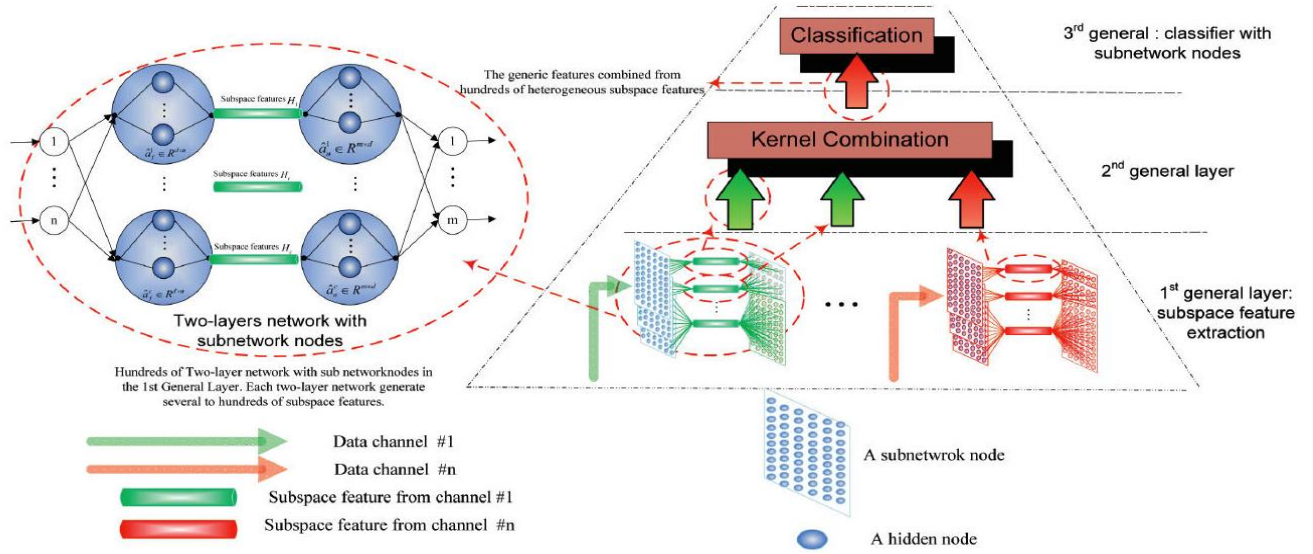 Classification
3rd general : classifier with
subnetwork nodes
The generic features combined from
hundreds of heterogeneous subspace features
Kernel Combination
2nd general layer
1st general layer:
subspace feature
extraction
Subspace features H1
1
1
Subspace features Hi
n
m
Subspace features H
Two-layers network with
subnetwork nodes
Hundreds of Two-layer network with sub networknodes in
the 1st General Layer. Each two-layer network generate
several to hundreds of subspace features.
Data channel #1
Data channel #n
Subspace feature from channel #1
Subspace feature from channel #n
A subnetwrok node
A hidden node